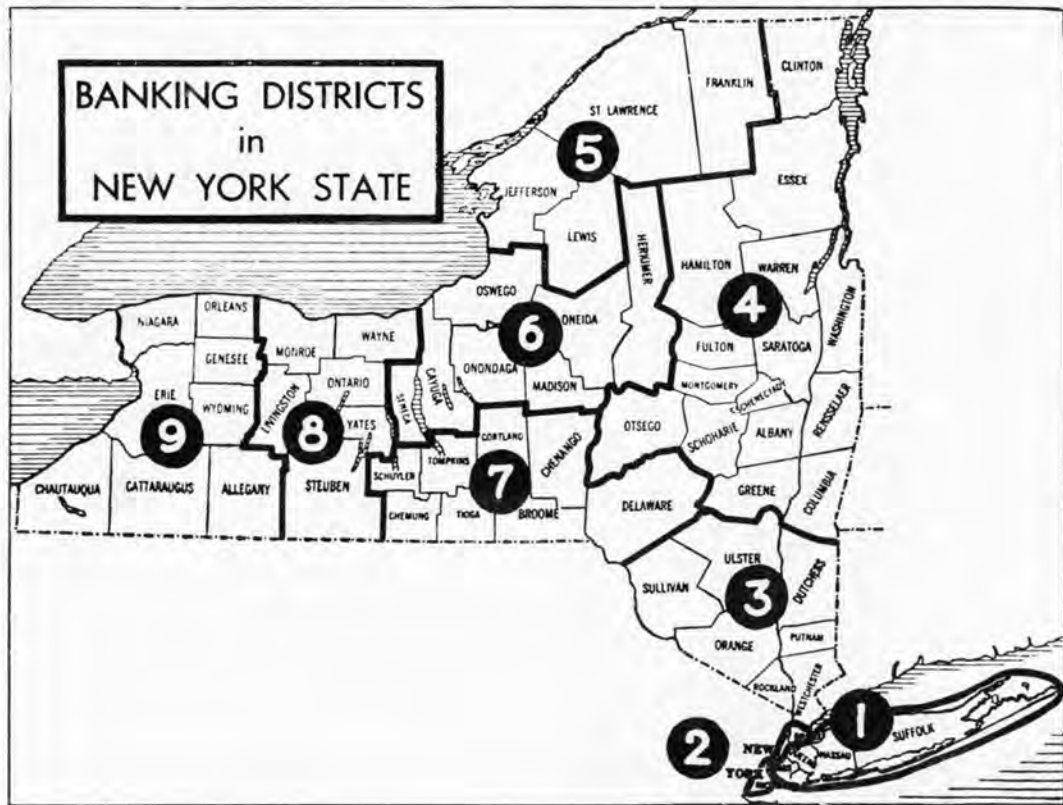 BANKING DISTRICTS
in
NEW YORK STATE
CLINTON
FRANKLIN
ST LAWRENCE
5
ESSEX
JEFFERSON
LEWIS
HERKIMER
HAMILTON
WARREN
WASHINGTON
4
OSWEGO
6
ONEIDA
FULTON
SARATOGA
ORLEANS
NIAGARA
MONROE
WAYNE
GENESEE
ONONDAGA
MADISON
MONTGOMERY
SCHENECTADY
RENSSELAER
ERIE
WYOMING
LIVINGSTON
ONTARIO
YATES
SENECA
CAYUGA
9
8
CORTLAND
CHENANGO
OTSEGO
SCHOHARIE
ALBANY
CHAUTAUQUA
CATTARAUGUS
ALLEGANY
STEUBEN
SCHUYLER
TOMPKINS
7
CHEMUNG
TIOGA
BROOME
DELAWARE
GREENE
COLUMBIA
ULSTER
SULLIVAN
3
DUTCHESS
ORANGE
PUTNAM
ROCKLAND
WESTCHESTER
1
SUFFOLK
NASSAU
QUEENS
2
NEW
YORK